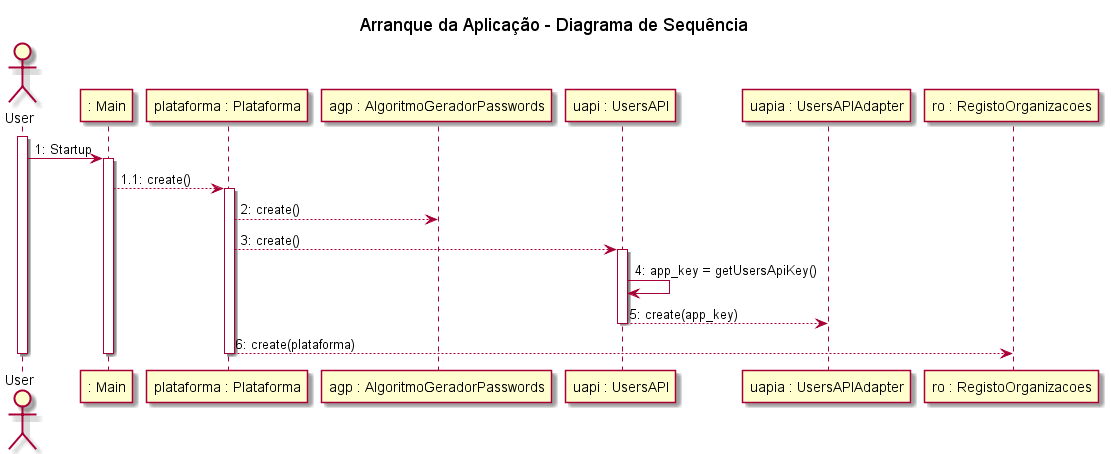 Arranque da Aplicação - Diagrama de Sequência
User
: Main
plataforma : Plataforma
agp : AlgoritmoGeradorPasswords
uapi : UsersAPI
uapia : UsersAPIAdapter
ro : RegistoOrganizacoes
1: Startup
1.1: create()
2: create()
3: create()
4: app_key = getUsersApiKey()
5: create(app_key)
6: create(plataforma)
User
: Main
plataforma : Plataforma
agp : AlgoritmoGeradorPasswords
uapi : UsersAPI
uapia : UsersAPIAdapter
ro : RegistoOrganizacoes